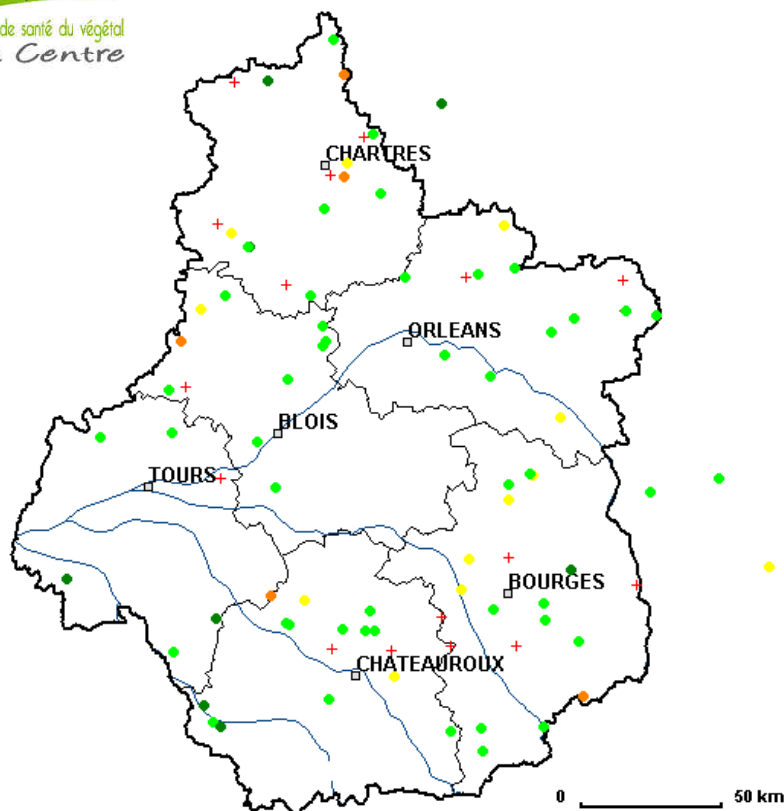 de santé du végétal
Centre
CHARTRES
ORLEANS
BLOIS
TOURS
BOURGES
CHATEAUROUX
0 50 km